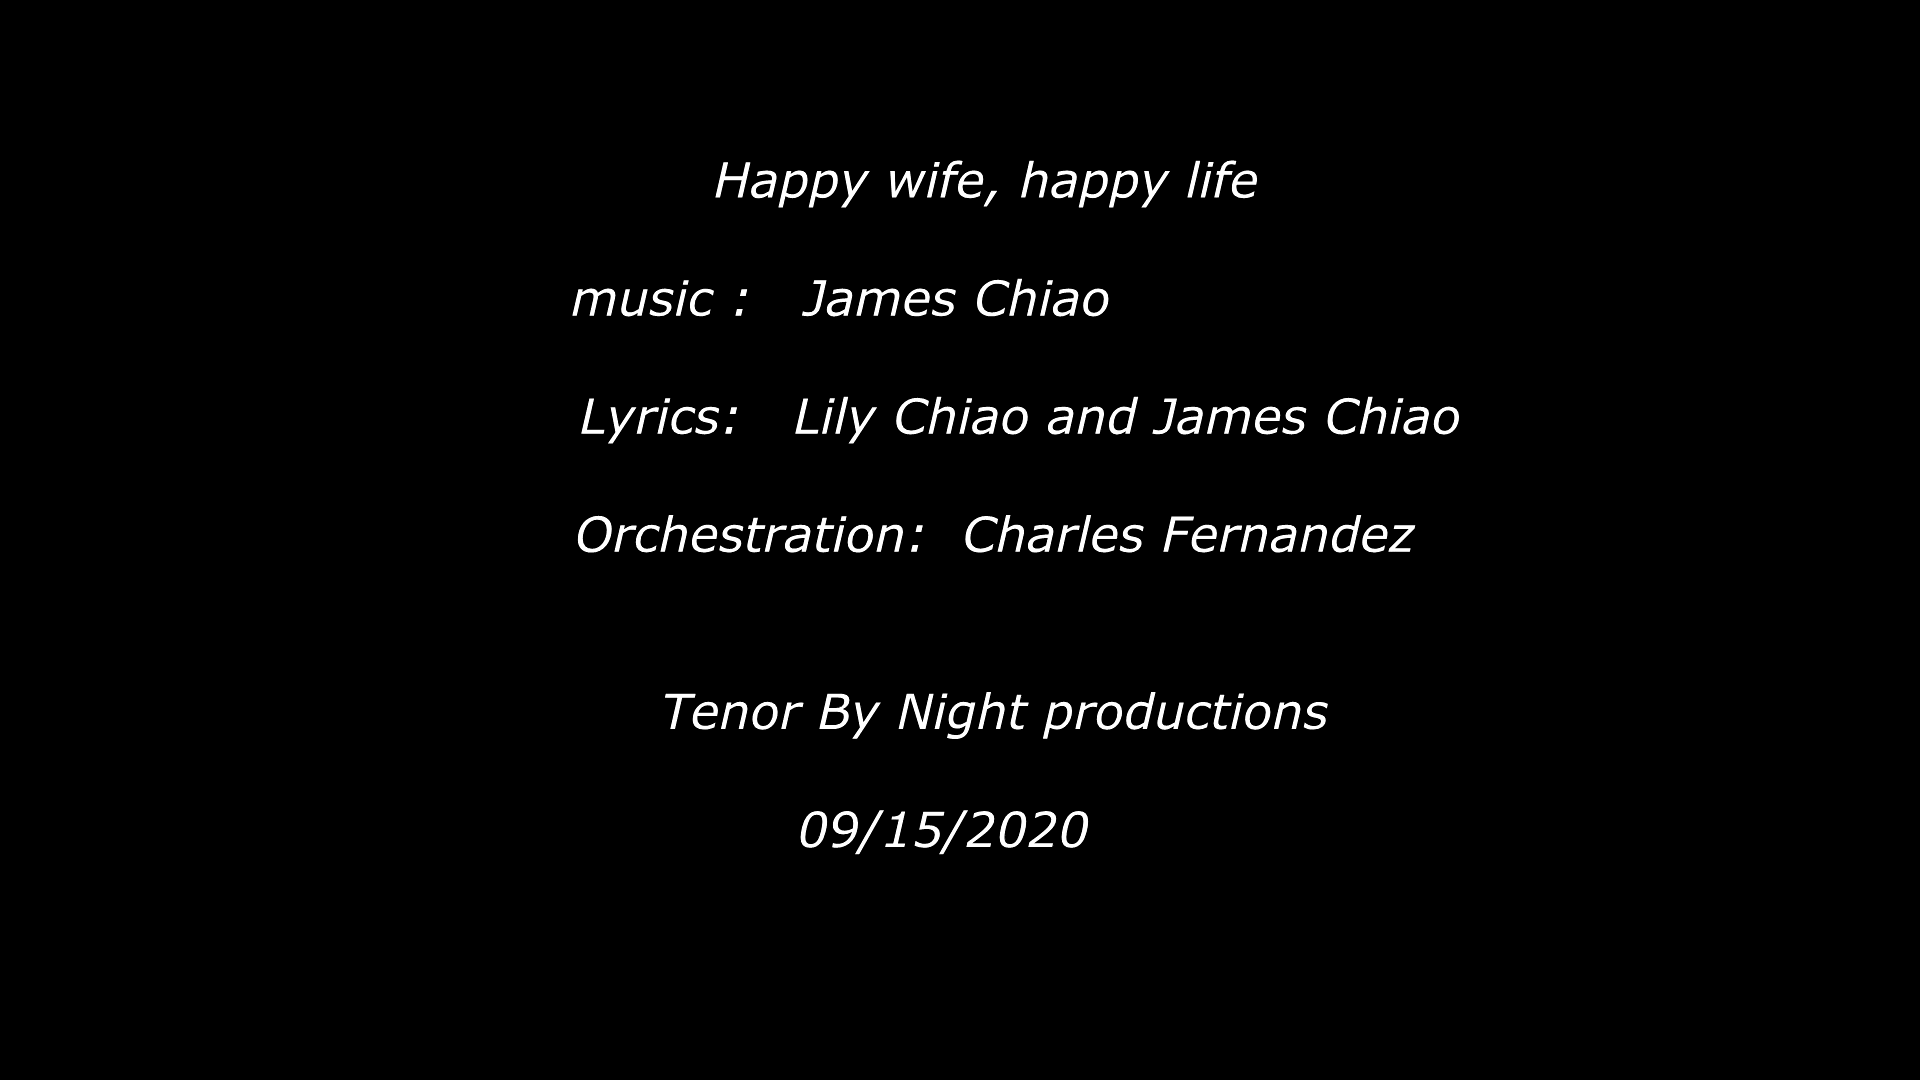 Happy wife, happy life
music : James Chiao
Lyrics: Lily Chiao and James Chiao
Orchestration: Charles Fernandez
Tenor By Night productions
09/15/2020